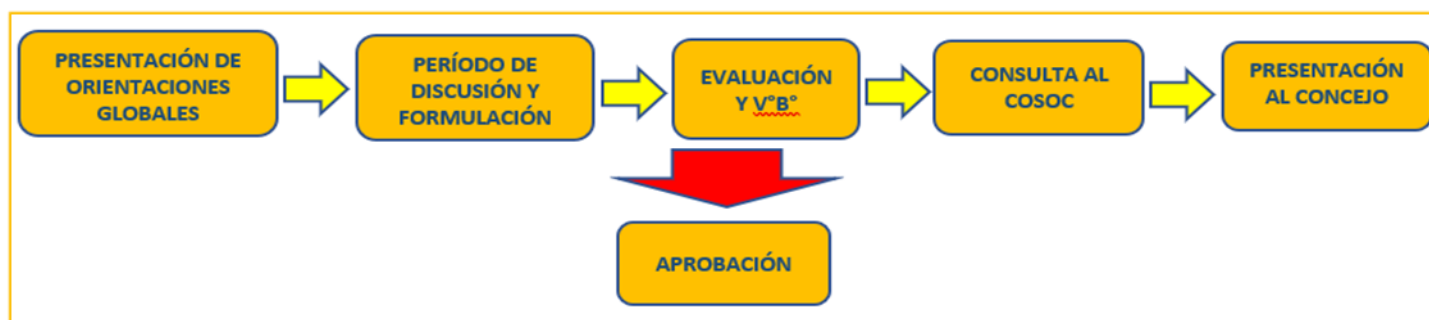 PRESENTACIÓN DE
ORIENTACIONES
GLOBALES
PERÍODO DE
DISCUSIÓN Y
FORMULACIÓN
EVALUACIÓN
Y V°B°
CONSULTA AL
COSOC
PRESENTACIÓN
AL CONCEJO
APROBACIÓN